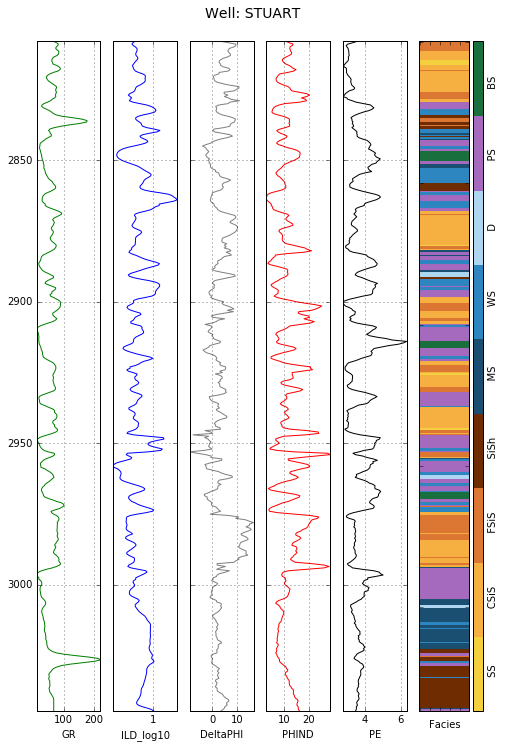 Well: STUART
2850
2900
2950
3000
100 200
1
0 10
10 20
4 6
GR
ILD_log10
DeltaPHI
PHIND
PE
Facies
BS
PS
D
WS
MS
SiSh
FSiS
CSiS
SS